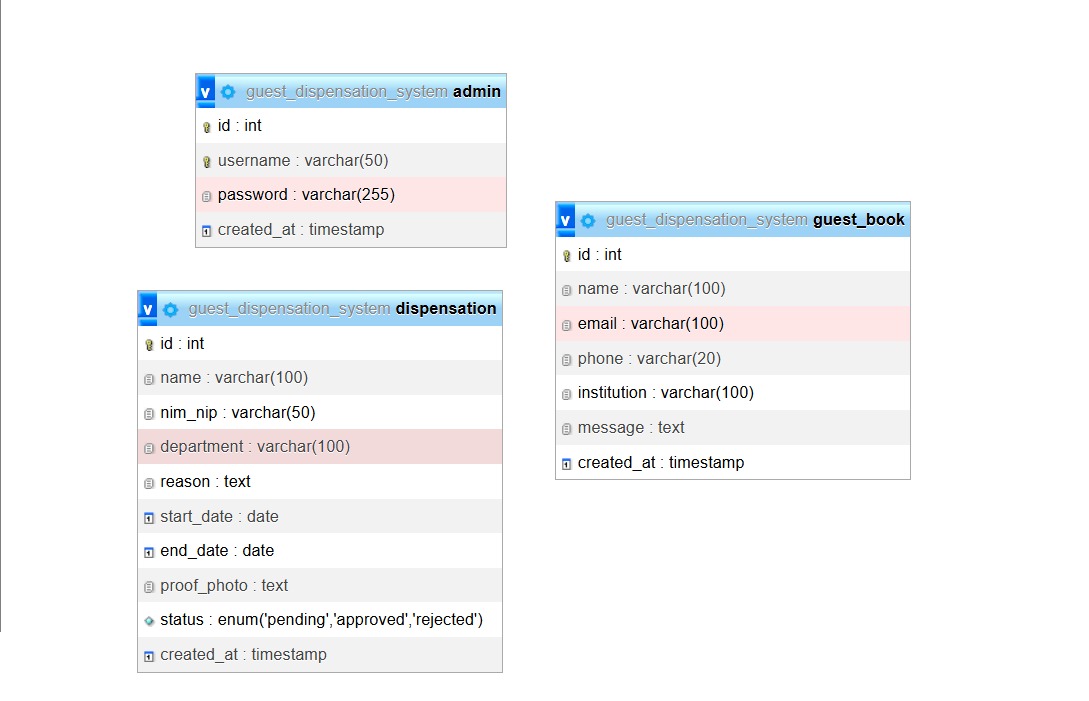 v guest_dispensation_system admin
id : int
username : varchar(50)
password : varchar(255)
created_at : timestamp
v guest_dispensation_system guest_book
id : int
name : varchar(100)
email : varchar(100)
phone : varchar(20)
institution : varchar(100)
message : text
created_at : timestamp
v guest_dispensation_system dispensation
id : int
name : varchar(100)
nim_nip : varchar(50)
department : varchar(100)
reason : text
start_date : date
end_date : date
proof_photo : text
status : enum('pending','approved','rejected')
created_at : timestamp